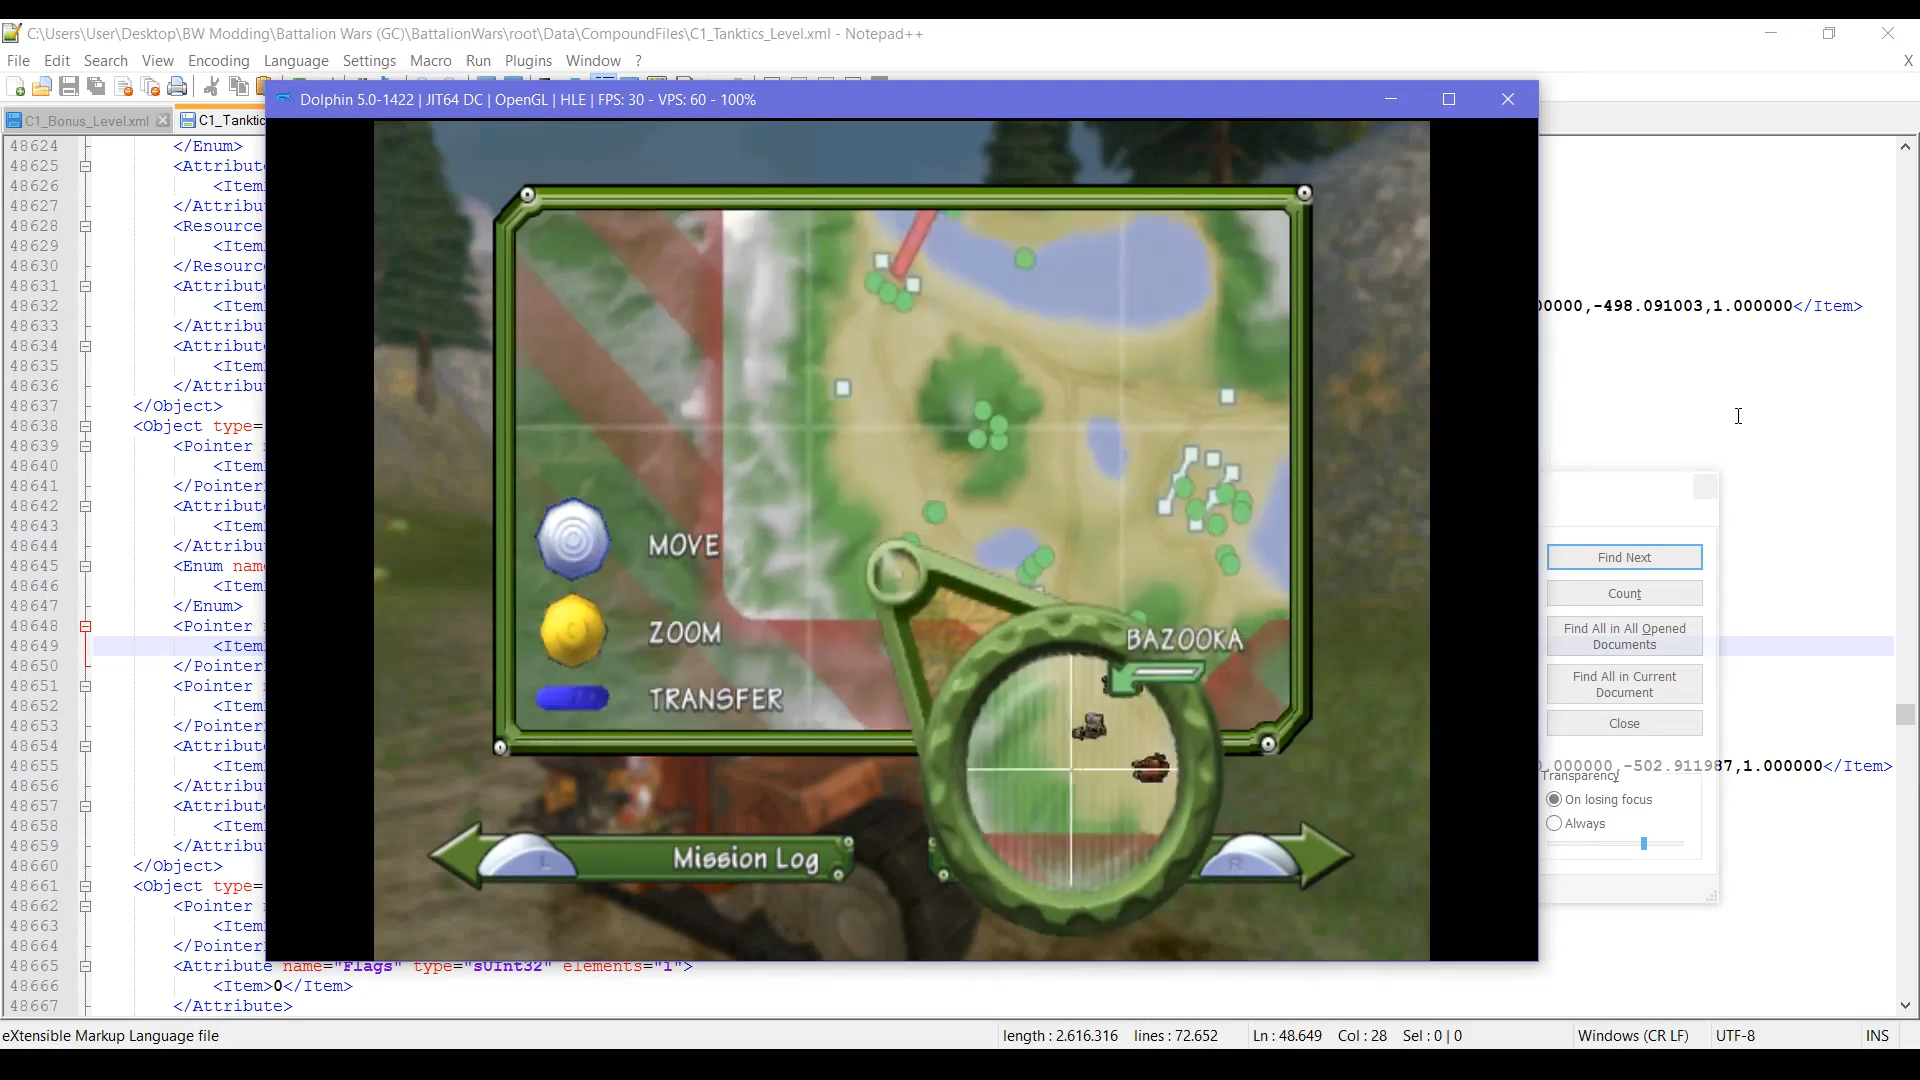 C:\Users\User\Desktop\BW Modding\Battalion Wars (GC)\BattalionWars\root\Data\CompoundFiles\C1_Tanktics_Level.xml - Notepad++
File Edit Search View Encoding Language Settings Macro Run Plugins Window ? X
Dolphin 5.0-1422 | JIT64 DC | OpenGL | HLE | FPS: 30 - VPS: 60 - 100%
C1_Bonus_Level.xml C1_Tanktic
48624 </Enum>
48625 <Attribute
48626 <Item
48627 </Attribu
48628 <Resource
48629 <Item
48630 </Resourc
48631 <Attribut
48632 <Item 00000,-498.091003,1.000000</Item>
48633 </Attribu
48634 <Attribut
48635 <Item
48636 </Attribu
48637 </Object>
48638 <Object type=
48639 <Pointer
48640 <Item
48641 </Pointer
48642 <Attribut
48643 <Item
48644 </Attribu
48645 <Enum nam
48646 <Item
48647 </Enum>
48648 <Pointer
48649 <Item
48650 </Pointer
48651 <Pointer
48652 <Item
48653 </Pointer
48654 <Attribut
48655 <Item 0,000000,-502.911987,1.000000</Item>
48656 </Attribu
48657 <Attribut
48658 <Item
48659 </Attribu
48660 </Object>
48661 <Object type=
48662 <Pointer
48663 <Item
48664 </Pointer
48665 <Attribute name="Flags" type="sUInt32" elements="1">
48666 <Item>0</Item>
48667 </Attribute>
MOVE
ZOOM
TRANSFER
BAZOOKA
L Mission Log R
Find Next
Count
Find All in All Opened
Documents
Find All in Current
Document
Close
Transparency
On losing focus
Always
eXtensible Markup Language file length : 2.616.316 lines : 72.652 Ln : 48.649 Col : 28 Sel : 0 | 0 Windows (CR LF) UTF-8 INS